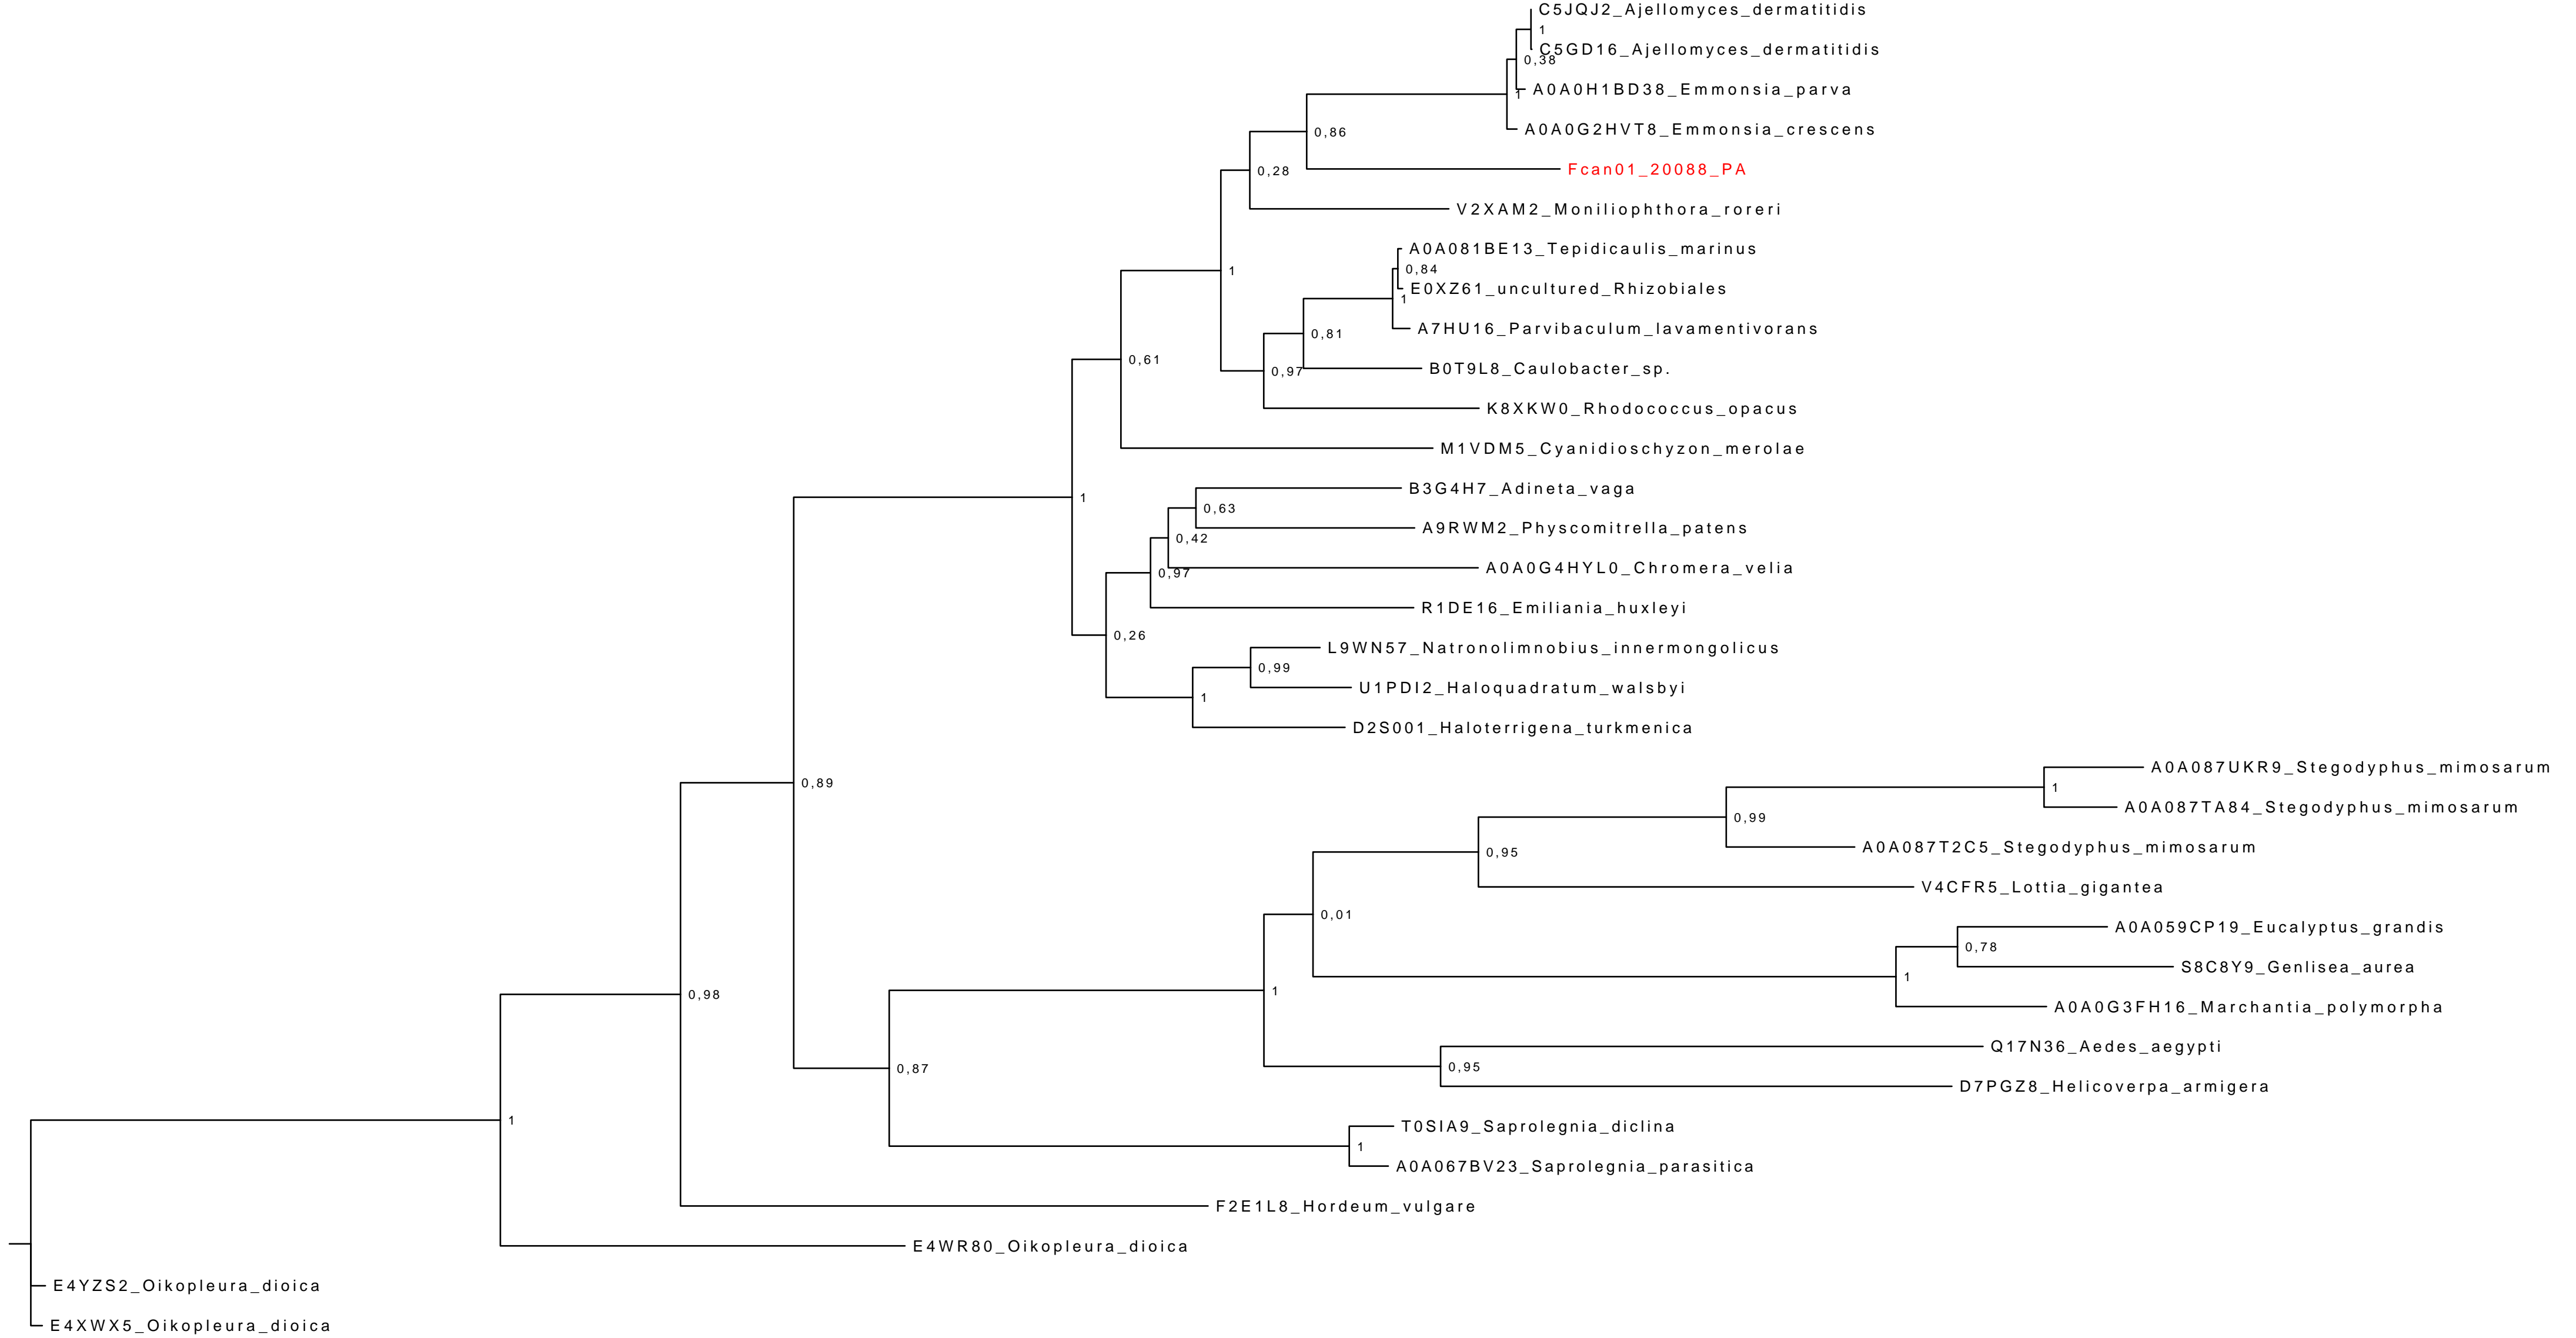 C5JQJ2_Ajellomyces_dermatitidis
1
C5GD16_Ajellomyces_dermatitidis
0,38
A0A0H1BD38_Emmonsia_parva
1
A0A0G2HVT8_Emmonsia_crescens
0,86
Fcan01_20088_PA
0,28
V2XAM2_Moniliophthora_roreri
A0A081BE13_Tepidicaulis_marinus
0,84
1
E0XZ61_uncultured_Rhizobiales
1
A7HU16_Parvibaculum_lavamentivorans
0,81
0,61
B0T9L8_Caulobacter_sp.
0,97
K8XKW0_Rhodococcus_opacus
M1VDM5_Cyanidioschyzon_merolae
B3G4H7_Adineta_vaga
1
0,63
A9RWM2_Physcomitrella_patens
0,42
A0A0G4HYL0_Chromera_velia
0,97
R1DE16_Emiliania_huxleyi
0,26
L9WN57_Natronolimnobius_innermongolicus
0,99
U1PDI2_Haloquadratum_walsbyi
1
D2S001_Haloterrigena_turkmenica
A0A087UKR9_Stegodyphus_mimosarum
0,89
1
A0A087TA84_Stegodyphus_mimosarum
0,99
A0A087T2C5_Stegodyphus_mimosarum
0,95
V4CFR5_Lottia_gigantea
0,01
A0A059CP19_Eucalyptus_grandis
0,78
S8C8Y9_Genlisea_aurea
1
0,98
1
A0A0G3FH16_Marchantia_polymorpha
Q17N36_Aedes_aegypti
0,87
0,95
D7PGZ8_Helicoverpa_armigera
1
T0SIA9_Saprolegnia_diclina
1
A0A067BV23_Saprolegnia_parasitica
F2E1L8_Hordeum_vulgare
E4WR80_Oikopleura_dioica
E4YZS2_Oikopleura_dioica
E4XWX5_Oikopleura_dioica